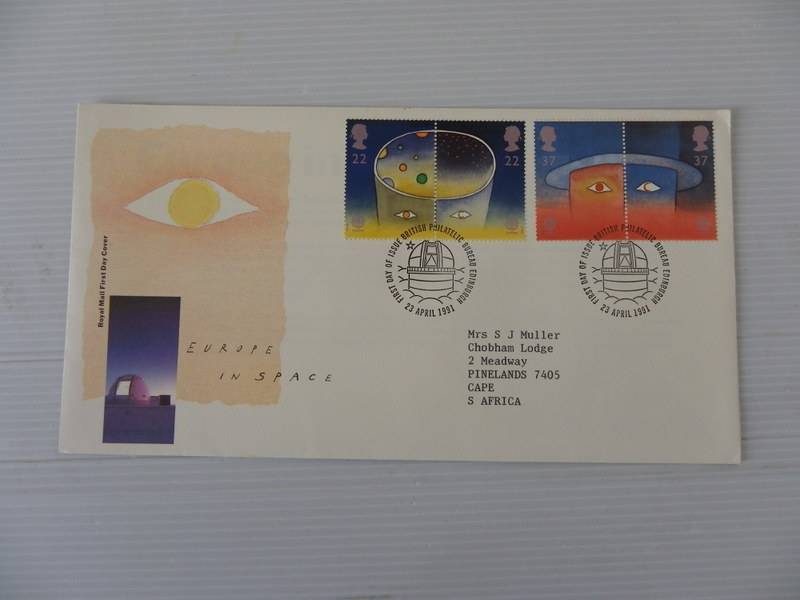 22
22
37
37
FIRST DAY OF ISSUE BRITISH PHILATELIC BUREAU EDINBURGH
23 APRIL 1991
FIRST DAY OF ISSUE BRITISH PHILATELIC BUREAU EDINBURGH
23 APRIL 1991
Royal Mail First Day Cover
EUROPE
IN SPACE
Mrs S J Muller
Chobham Lodge
2 Meadway
PINELANDS 7405
CAPE
S AFRICA